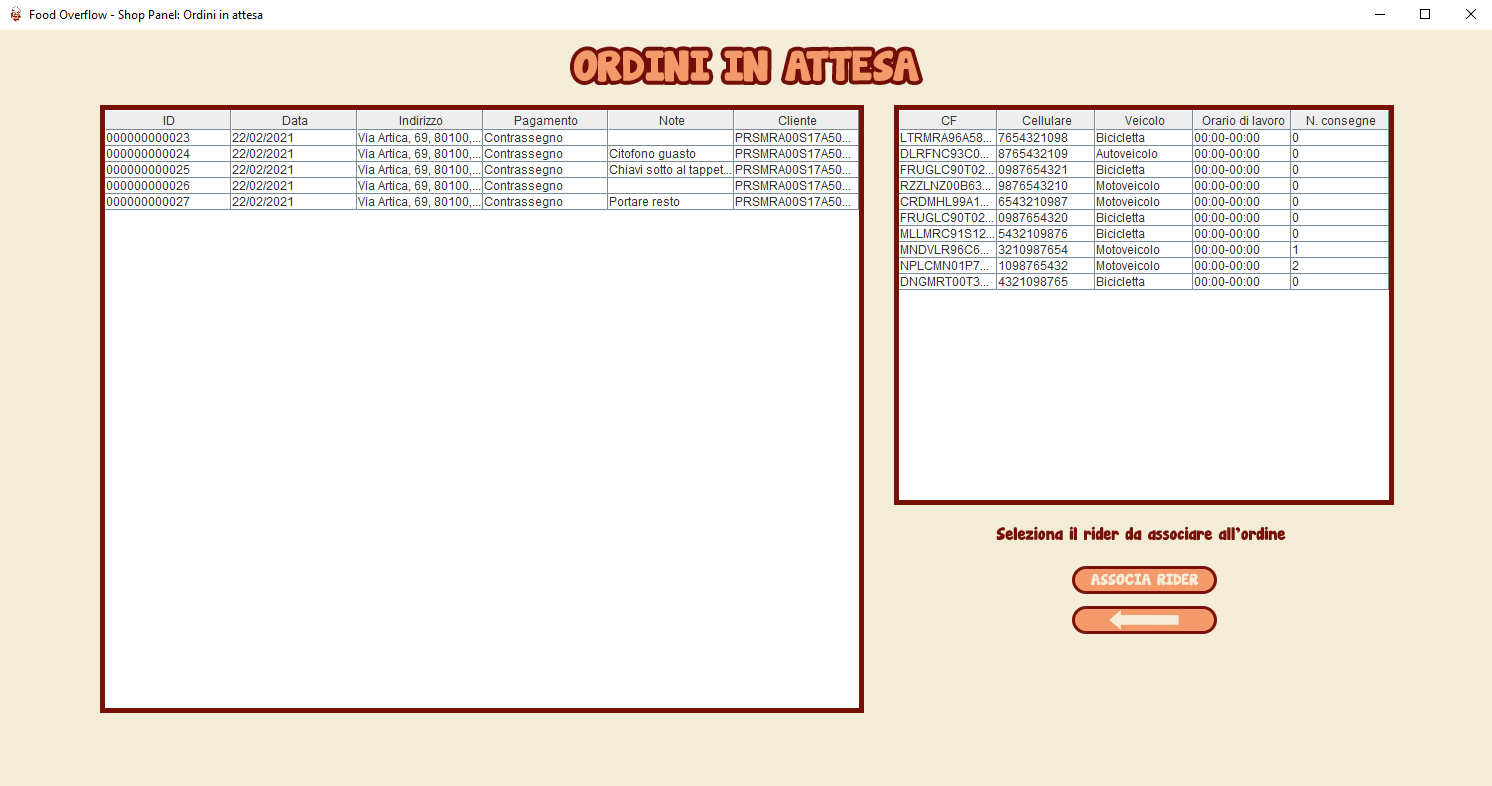 Food Overflow - Shop Panel: Ordini in attesa
ORDINI IN ATTESA
ID Data Indirizzo Pagamento Note Cliente
000000000023 22/02/2021 Via Artica, 69, 80100,... Contrassegno PRSMRA00S17A50...
000000000024 22/02/2021 Via Artica, 69, 80100,... Contrassegno Citofono guasto PRSMRA00S17A50...
000000000025 22/02/2021 Via Artica, 69, 80100,... Contrassegno Chiavi sotto al tappet... PRSMRA00S17A50...
000000000026 22/02/2021 Via Artica, 69, 80100,... Contrassegno PRSMRA00S17A50...
000000000027 22/02/2021 Via Artica, 69, 80100,... Contrassegno Portare resto PRSMRA00S17A50...
CF Cellulare Veicolo Orario di lavoro N. consegne
LTRMRA96A58... 7654321098 Bicicletta 00:00-00:00 0
DLRFNC93C0... 8765432109 Autoveicolo 00:00-00:00 0
FRUGLC90T02... 0987654321 Bicicletta 00:00-00:00 0
RZZLNZ00B63... 9876543210 Motoveicolo 00:00-00:00 0
CRDMHL99A1... 6543210987 Motoveicolo 00:00-00:00 0
FRUGLC90T02... 0987654320 Bicicletta 00:00-00:00 0
MLLMRC91S12... 5432109876 Bicicletta 00:00-00:00 0
MNDVLR96C6... 3210987654 Motoveicolo 00:00-00:00 1
NPLCMN01P7... 1098765432 Motoveicolo 00:00-00:00 2
DNGMRT00T3... 4321098765 Bicicletta 00:00-00:00 0
Seleziona il rider da associare all'ordine
ASSOCIA RIDER